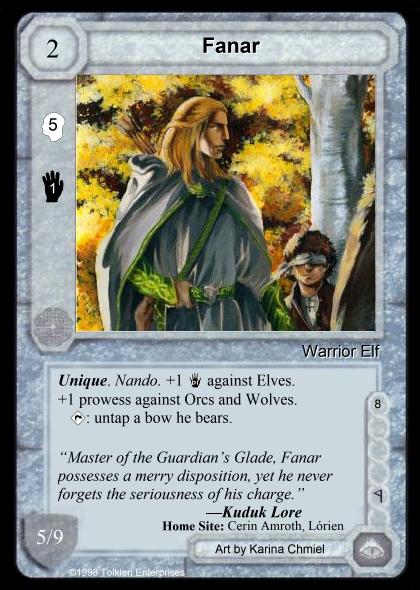 2
Fanar
5
1
Warrior Elf
Unique. Nando. +1 against Elves.
+1 prowess against Orcs and Wolves.
: untap a bow he bears.
8
“Master of the Guardian’s Glade, Fanar
possesses a merry disposition, yet he never
forgets the seriousness of his charge.”
—Kuduk Lore
Home Site: Cerin Amroth, Lórien
5/9
Art by Karina Chmiel
©1998 Tolkien Enterprises